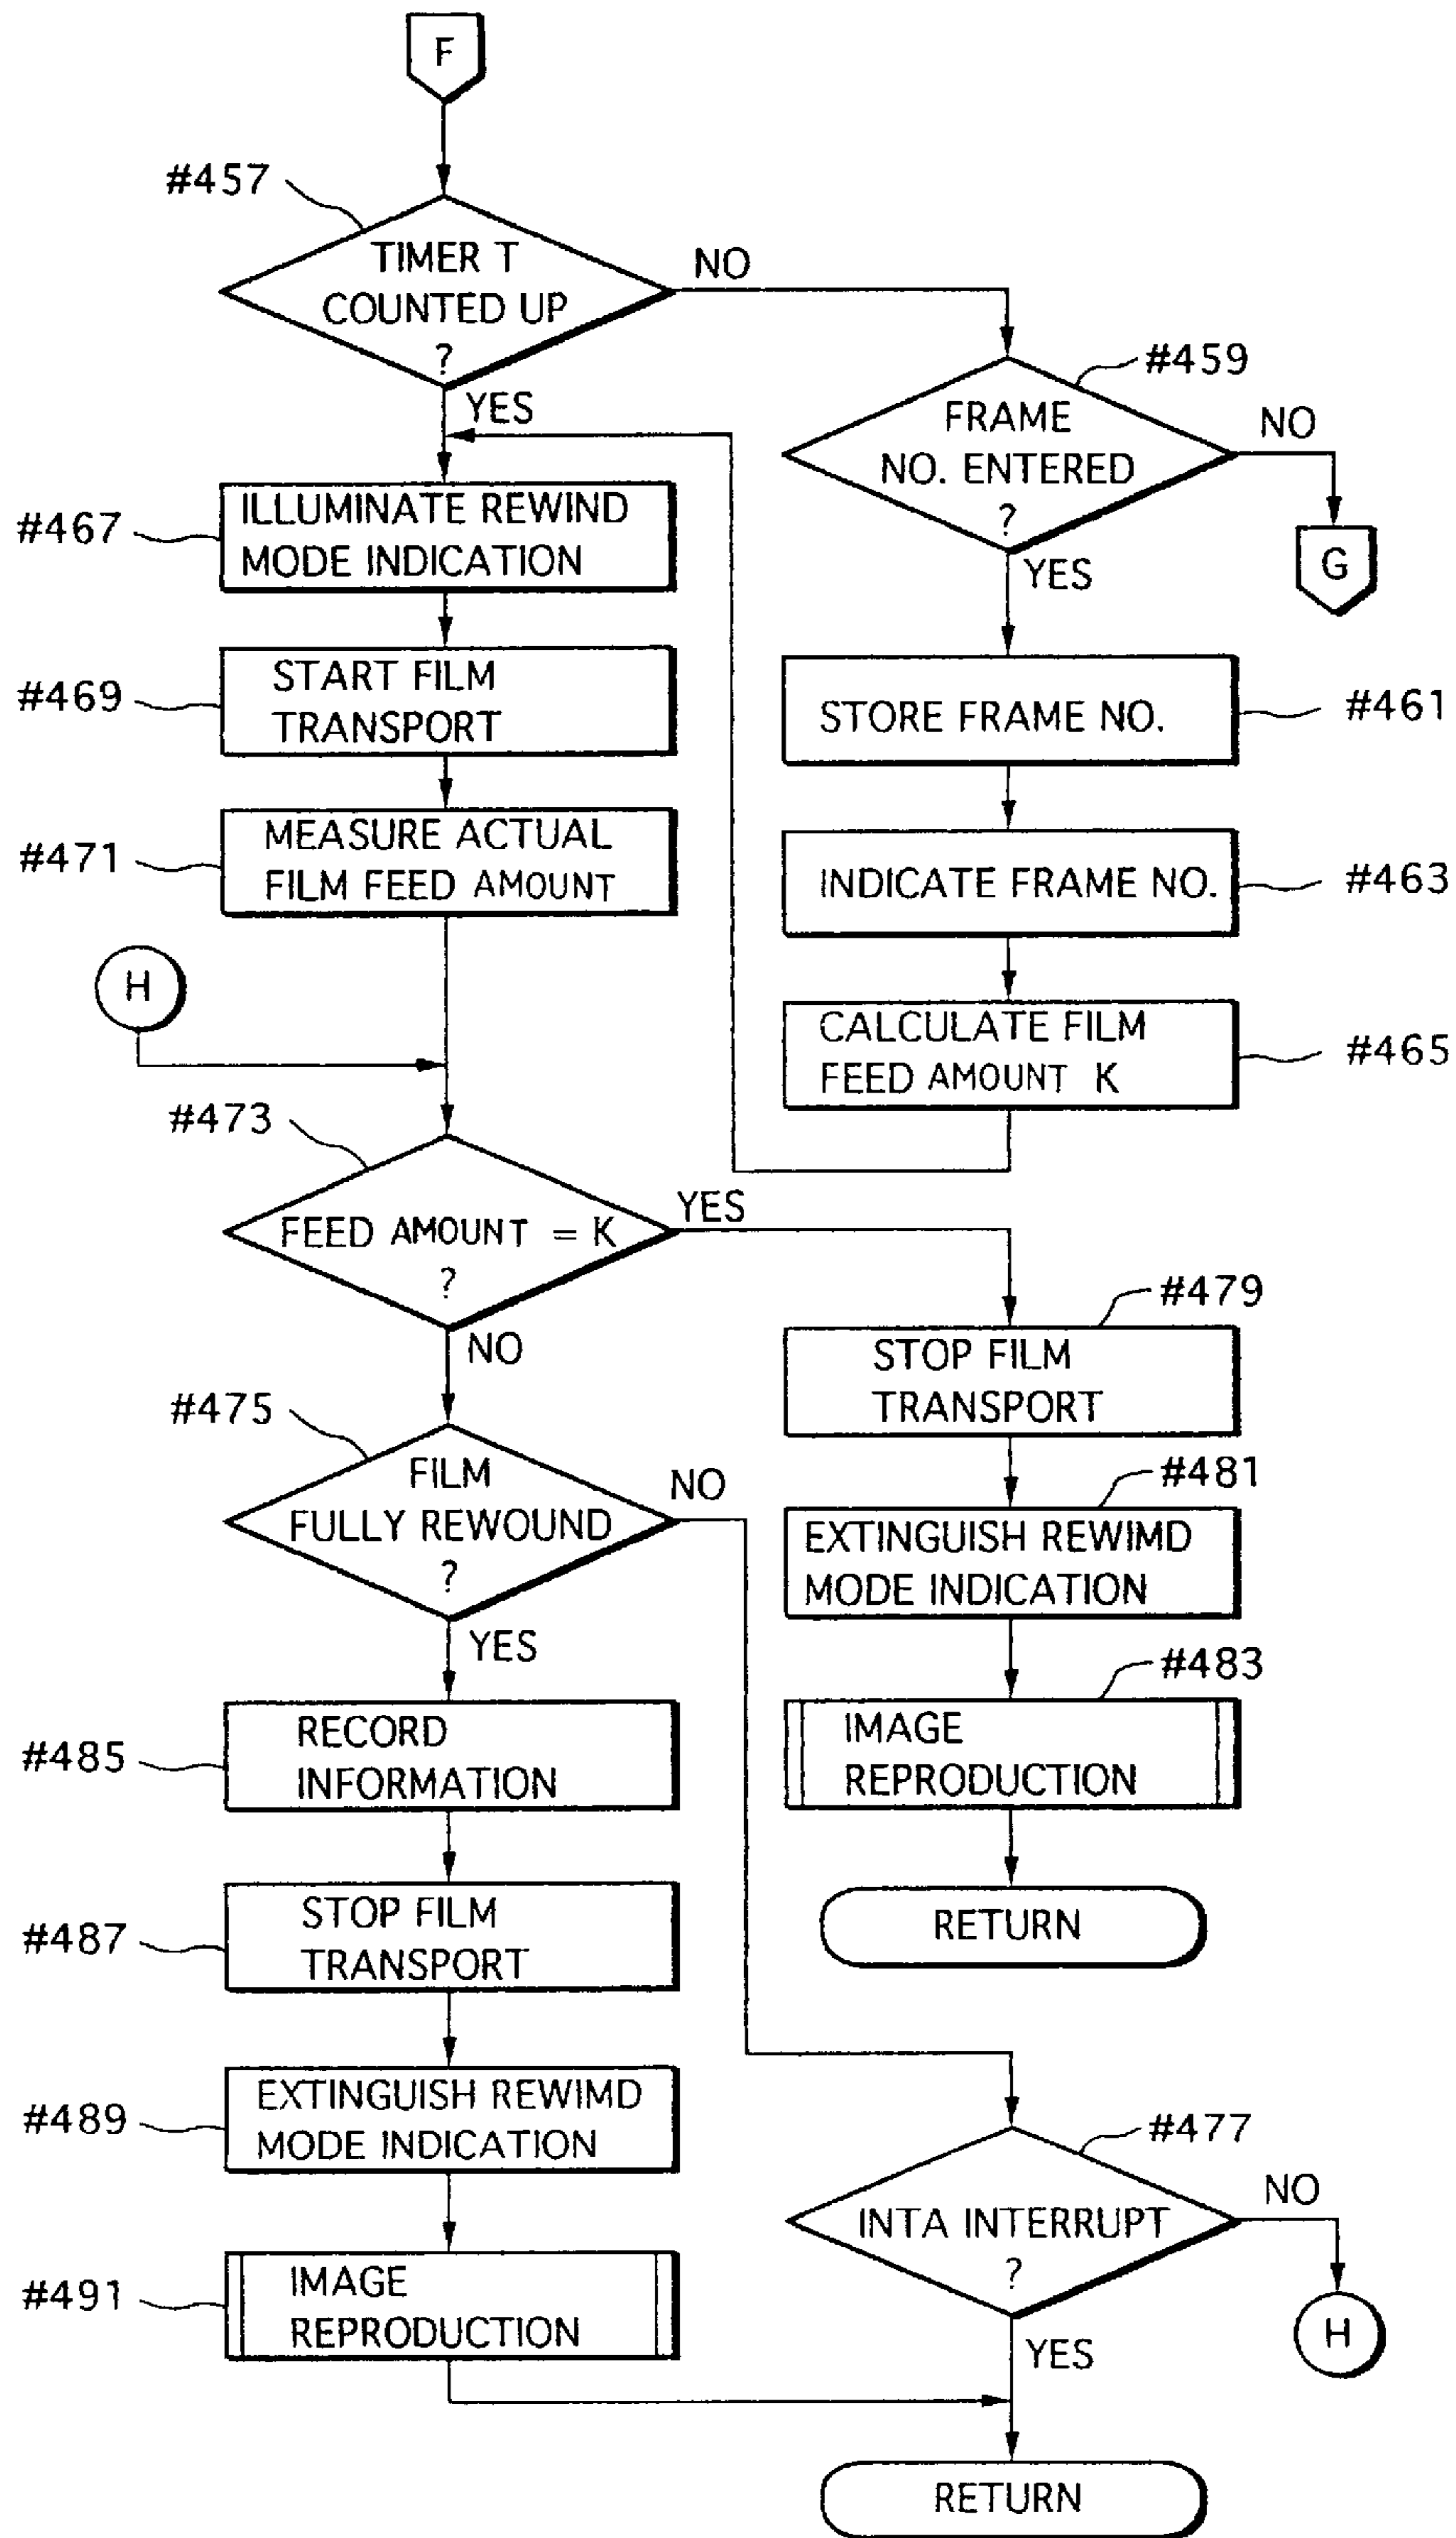 F
#457
TIMER T
COUNTED UP
?
NO
YES
#459
FRAME
NO. ENTERED
?
NO
G
YES
#467
ILLUMINATE REWIND
MODE INDICATION
#469
START FILM
TRANSPORT
#471
MEASURE ACTUAL
FILM FEED AMOUNT
STORE FRAME NO.
#461
INDICATE FRAME NO.
#463
CALCULATE FILM
FEED AMOUNT K
#465
H
#473
FEED AMOUNT = K
?
YES
NO
#475
FILM
FULLY REWOUND
?
NO
YES
#479
STOP FILM
TRANSPORT
#481
EXTINGUISH REWIMD
MODE INDICATION
#483
IMAGE
REPRODUCTION
RETURN
#485
RECORD
INFORMATION
#487
STOP FILM
TRANSPORT
#489
EXTINGUISH REWIMD
MODE INDICATION
#491
IMAGE
REPRODUCTION
#477
INTA INTERRUPT
?
NO
H
YES
RETURN